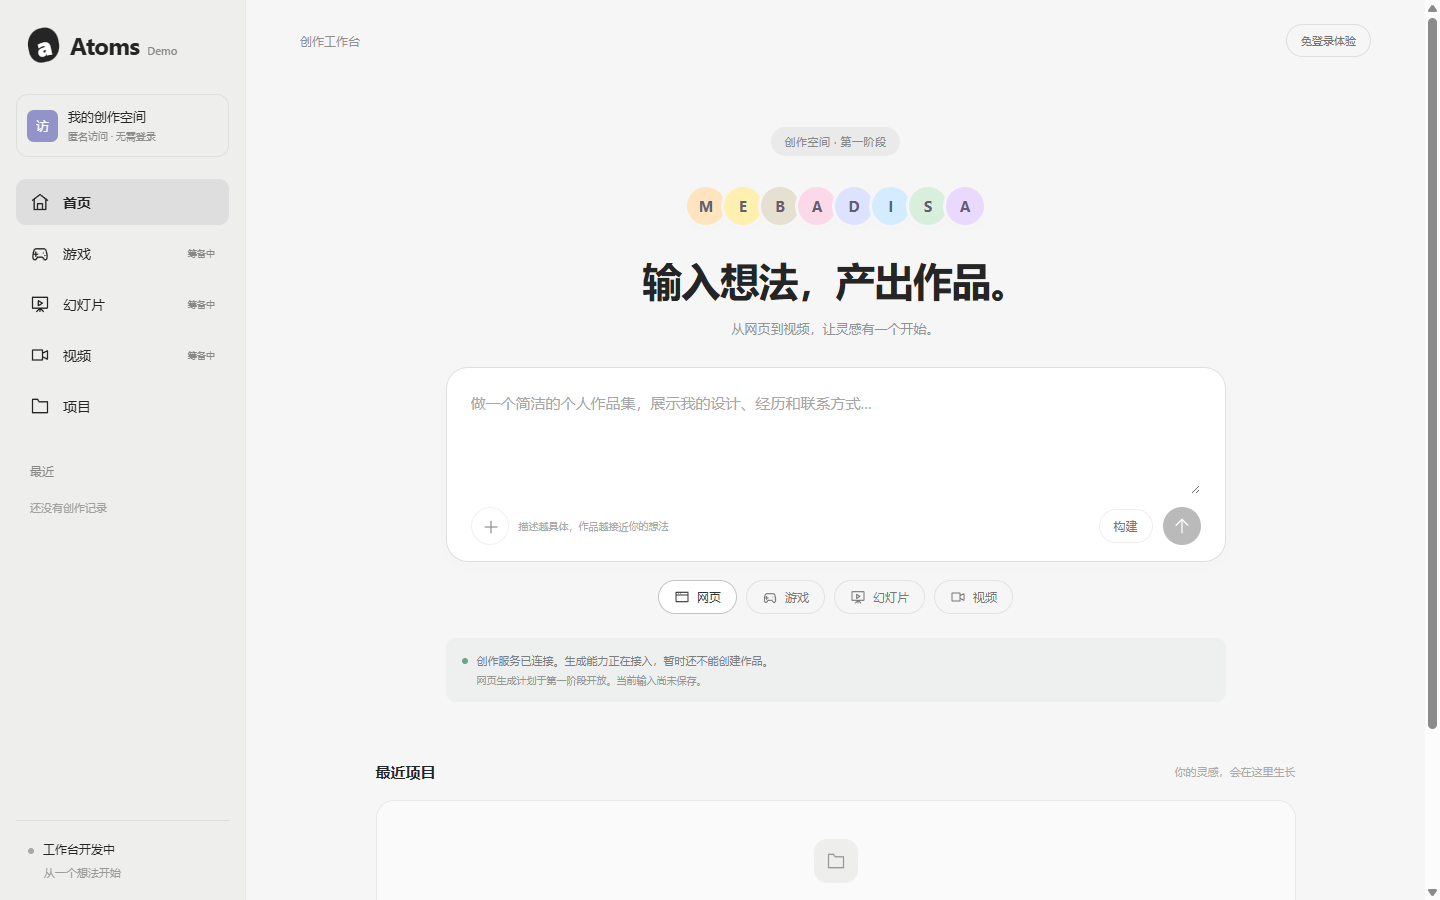 Atoms Demo
访
我的创作空间
匿名访问 · 无需登录
首页
游戏 筹备中
幻灯片 筹备中
视频 筹备中
项目
最近
还没有创作记录
工作台开发中
从一个想法开始
创作工作台
免登录体验
创作空间 · 第一阶段
M E B A D I S A
输入想法，产出作品。
从网页到视频，让灵感有一个开始。
做一个简洁的个人作品集，展示我的设计、经历和联系方式...
描述越具体，作品越接近你的想法
构建
网页 游戏 幻灯片 视频
创作服务已连接。生成能力正在接入，暂时还不能创建作品。
网页生成计划于第一阶段开放。当前输入尚未保存。
最近项目
你的灵感，会在这里生长